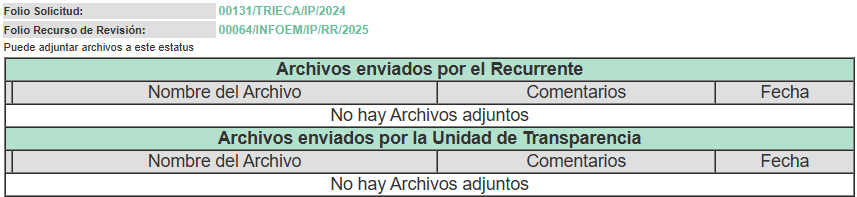 Folio Solicitud: 00131/TRIECA/IP/2024
Folio Recurso de Revisión: 00064/INFOEM/IP/RR/2025
Puede adjuntar archivos a este estatus
Archivos enviados por el Recurrente
Nombre del Archivo Comentarios Fecha
No hay Archivos adjuntos
Archivos enviados por la Unidad de Transparencia
Nombre del Archivo Comentarios Fecha
No hay Archivos adjuntos